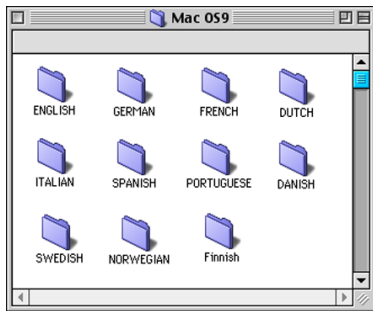 Mac OS9
ENGLISH GERMAN FRENCH DUTCH
ITALIAN SPANISH PORTUGUESE DANISH
SWEDISH NORWEGIAN Finnish